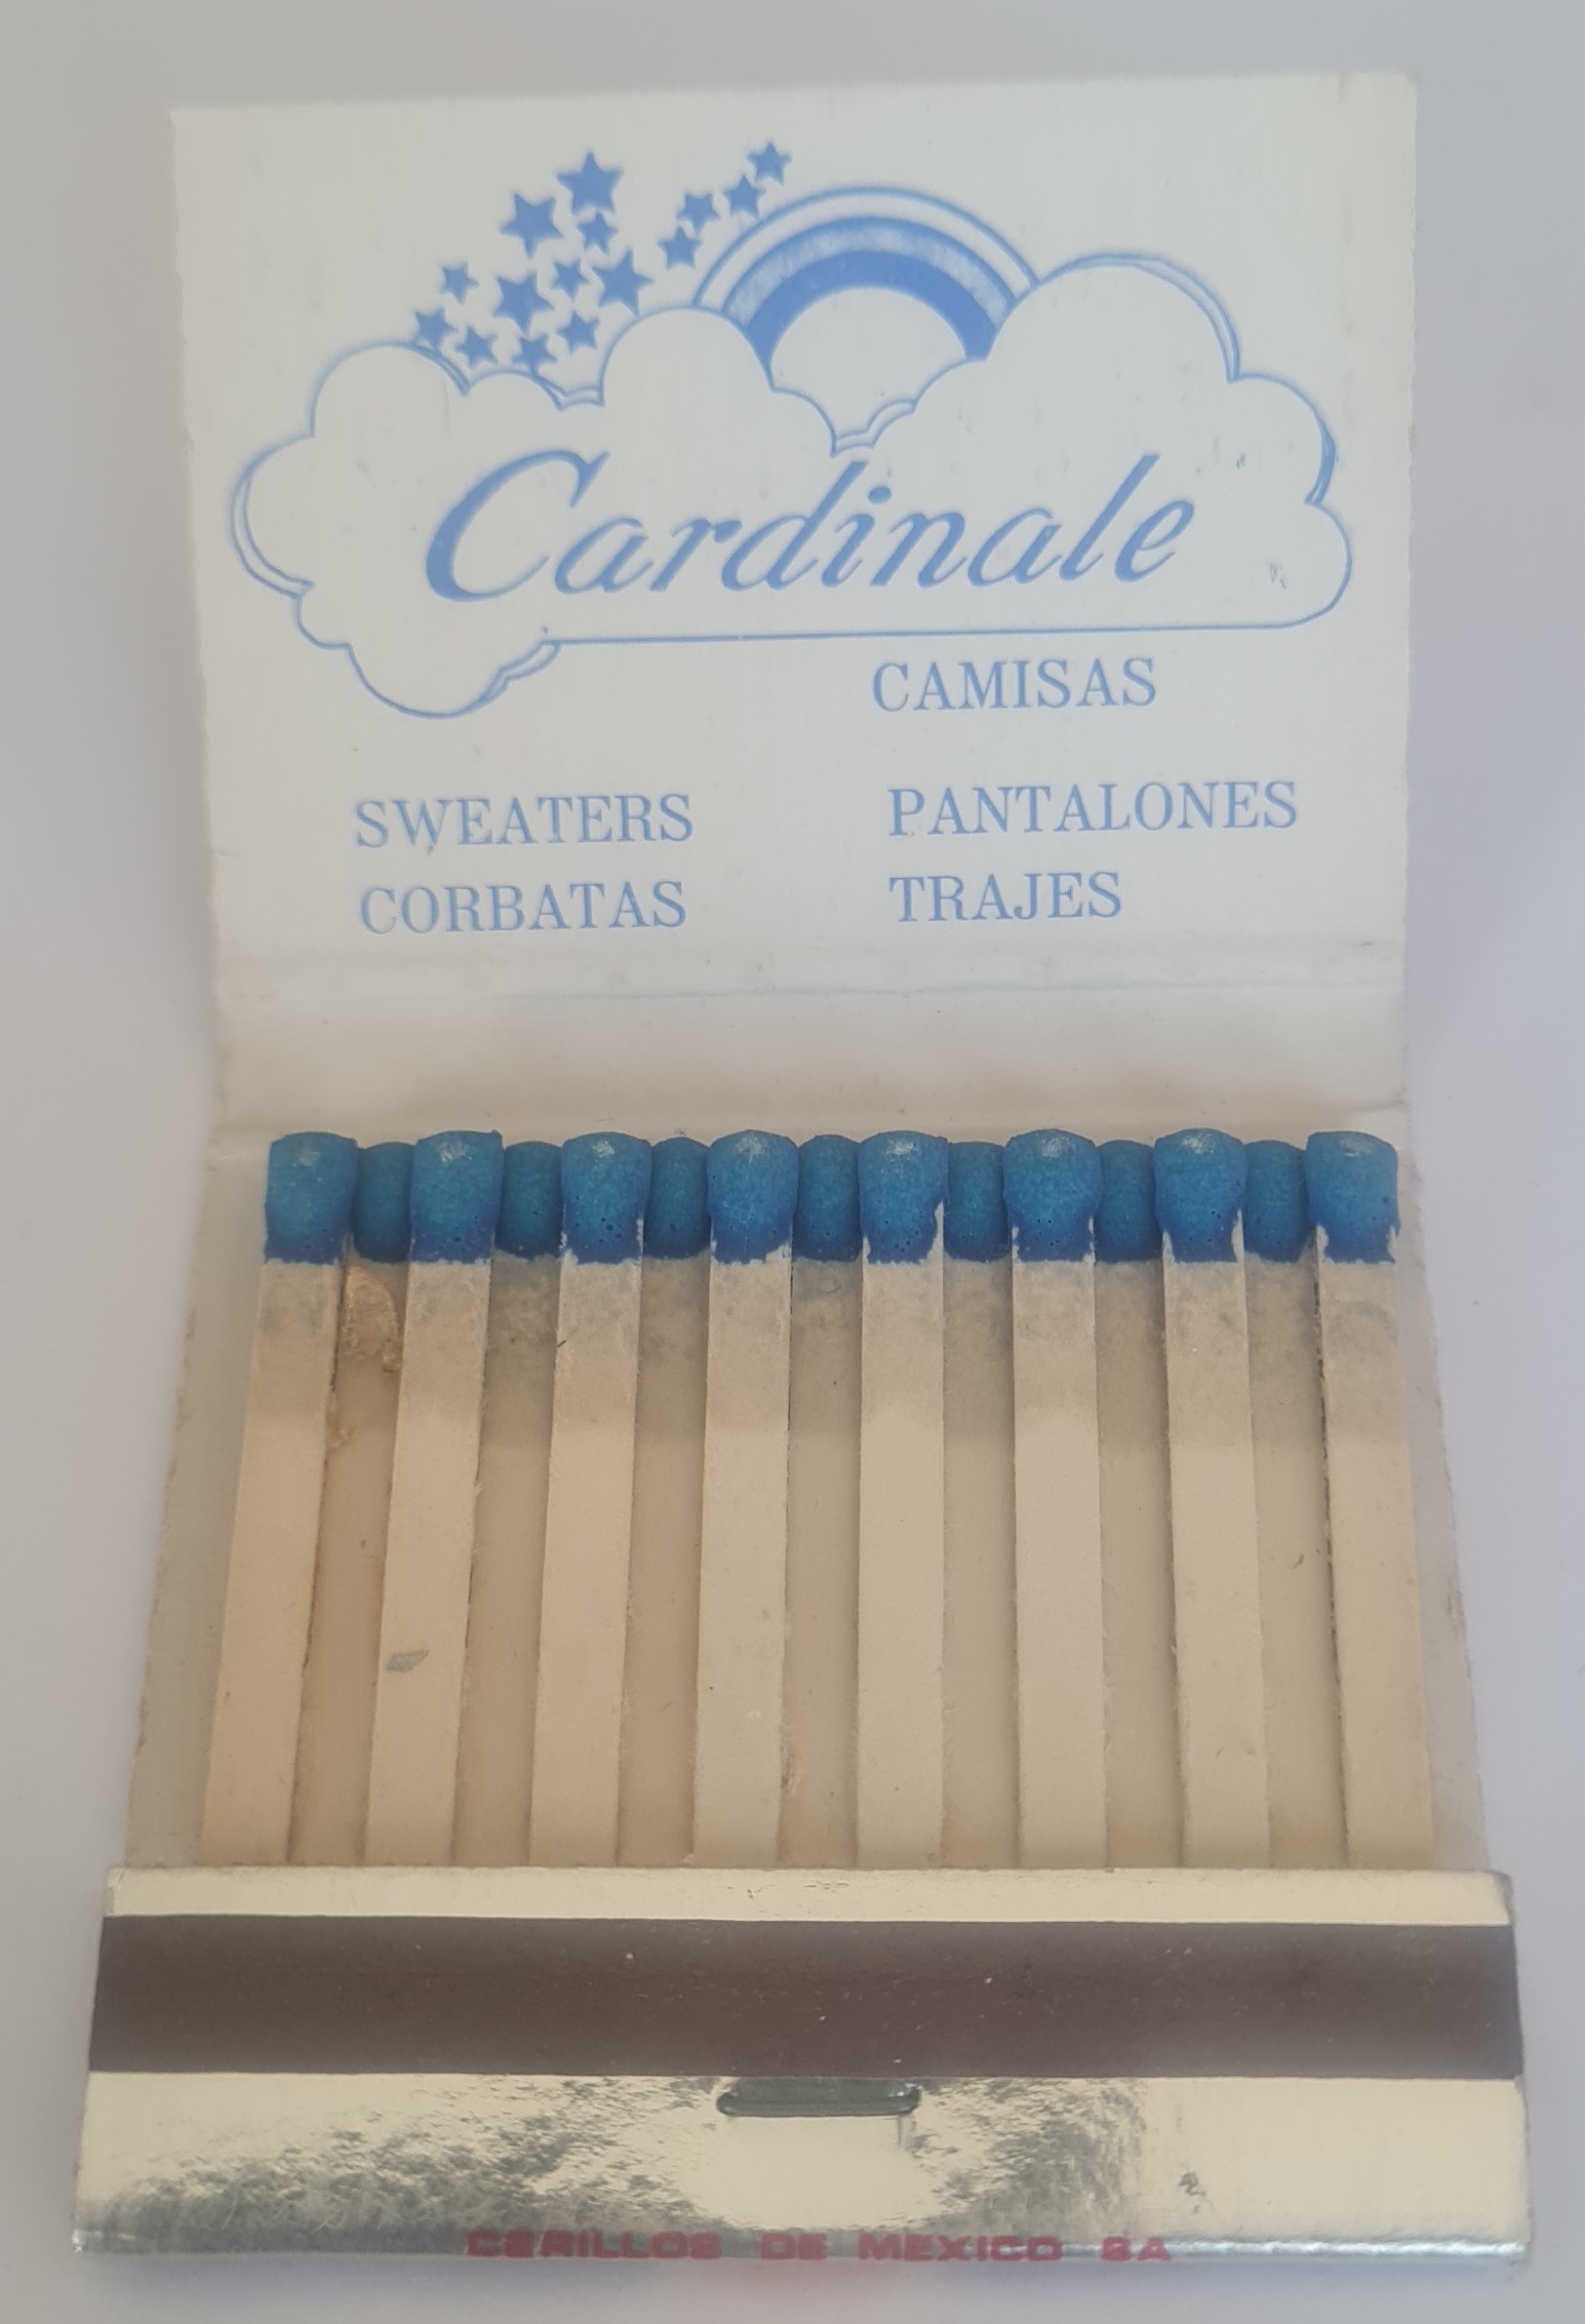 Cardinale
CAMISAS
SWEATERS PANTALONES
CORBATAS TRAJES
CERILLOS DE MEXICO SA